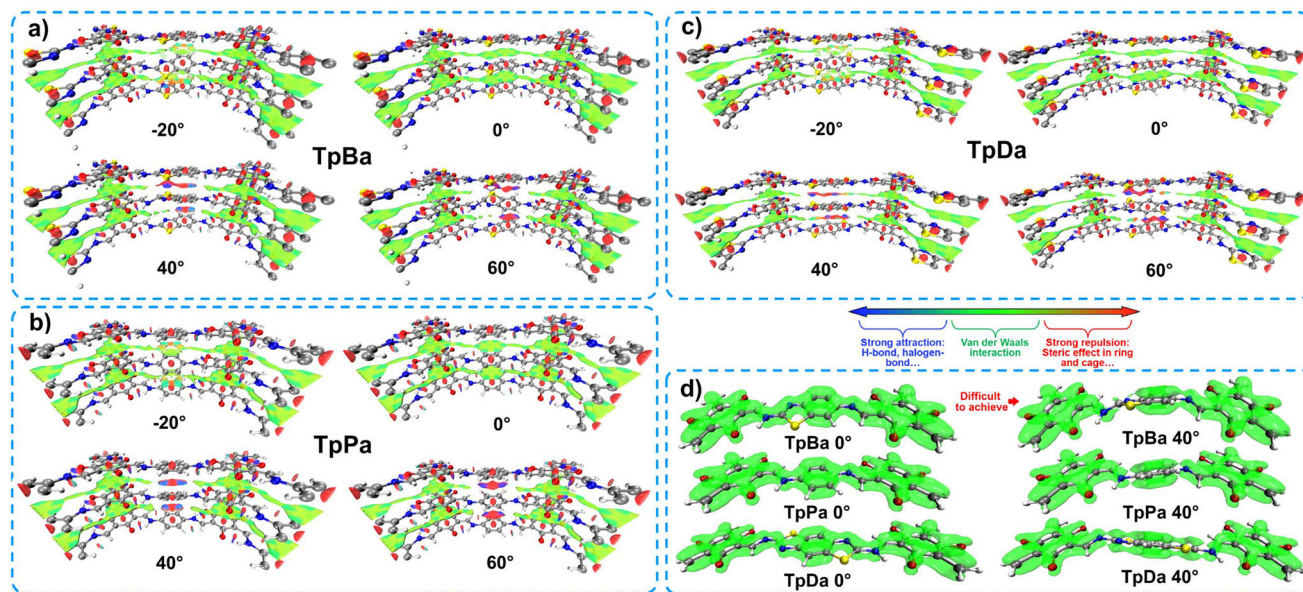 a)
-20°
0°
TpBa
40°
60°
b)
-20°
0°
TpPa
40°
60°
c)
-20°
0°
TpDa
40°
60°
Strong attraction:
H-bond, halogen-
bond...
Van der Waals
interaction
Strong repulsion:
Steric effect in ring
and cage...
d)
Difficult
to achieve
TpBa 0°
TpBa 40°
TpPa 0°
TpPa 40°
TpDa 0°
TpDa 40°